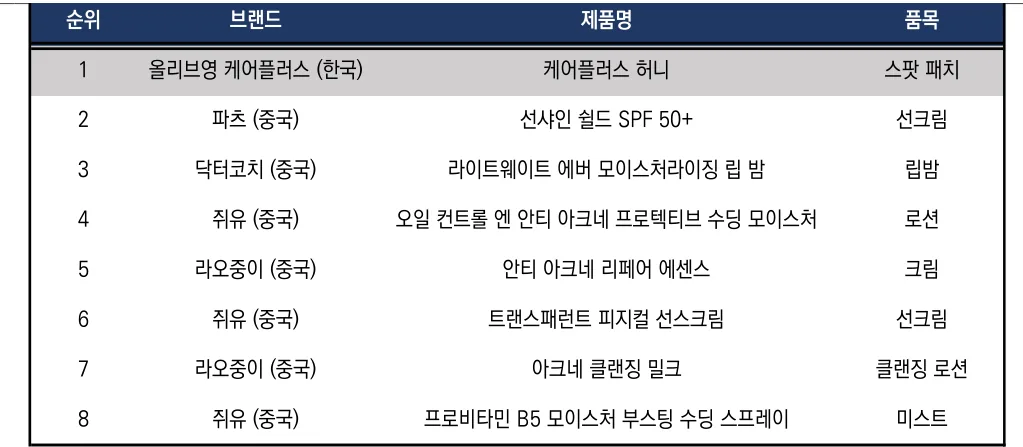 순위 브랜드 제품명 품목
1 올리브영 케어플러스 (한국) 케어플러스 허니 스팟 패치
2 파츠 (중국) 선샤인 쉴드 SPF 50+ 선크림
3 닥터코치 (중국) 라이트웨이트 에버 모이스처라이징 립 밤 립밤
4 쥐유 (중국) 오일 컨트롤 엔 안티 아크네 프로텍티브 수딩 모이스처 로션
5 라오중이 (중국) 안티 아크네 리페어 에센스 크림
6 쥐유 (중국) 트랜스패런트 피지컬 선스크림 선크림
7 라오중이 (중국) 아크네 클랜징 밀크 클랜징 로션
8 쥐유 (중국) 프로비타민 B5 모이스처 부스팅 수딩 스프레이 미스트